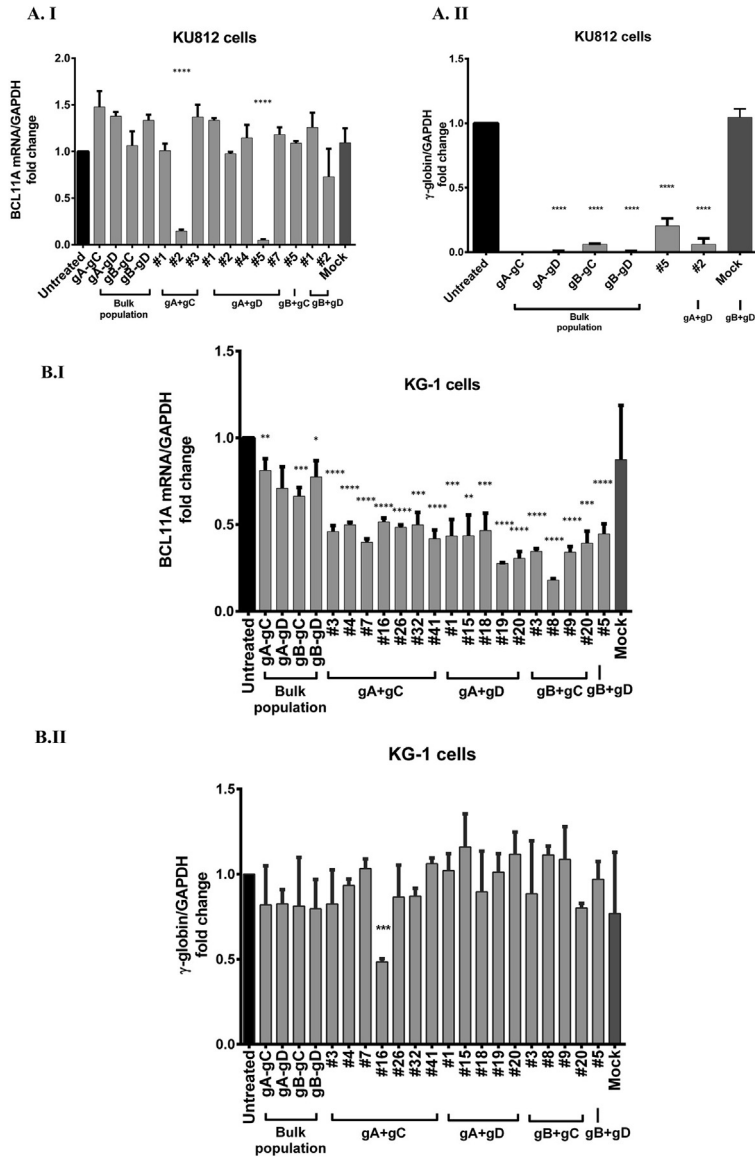 A. I
KU812 cells
BCL11A mRNA/GAPDH
fold change
1.5
1.0
0.5
0.0
****
****
Untreated
gA-gC
gA-gD
gB-gC
gB-gD
#1
#2
#3
#1
#2
#4
#5
#7
#5
#1
#2
Mock
Bulk
population
gA+gC
gA+gD
gB+gC
gB+gD
A. II
KU812 cells
γ-globin/GAPDH
fold change
1.5
1.0
0.5
0.0
****
****
****
****
****
Untreated
gA-gC
gA-gD
gB-gC
gB-gD
#5
#2
Mock
Bulk
population
gA+gD
gB+gD
B.I
KG-1 cells
BCL11A mRNA/GAPDH
fold change
1.5
1.0
0.5
0.0
**
***
*
****
****
****
****
****
***
****
***
**
***
****
****
****
****
****
***
****
Untreated
gA-gC
gA-gD
gB-gC
gB-gD
#3
#4
#7
#16
#26
#32
#41
#1
#15
#18
#19
#20
#3
#8
#9
#20
#5
Mock
Bulk
population
gA+gC
gA+gD
gB+gC
gB+gD
B.II
KG-1 cells
γ-globin/GAPDH
fold change
1.5
1.0
0.5
0.0
***
Untreated
gA-gC
gA-gD
gB-gC
gB-gD
#3
#4
#7
#16
#26
#32
#41
#1
#15
#18
#19
#20
#3
#8
#9
#20
#5
Mock
Bulk
population
gA+gC
gA+gD
gB+gC
gB+gD